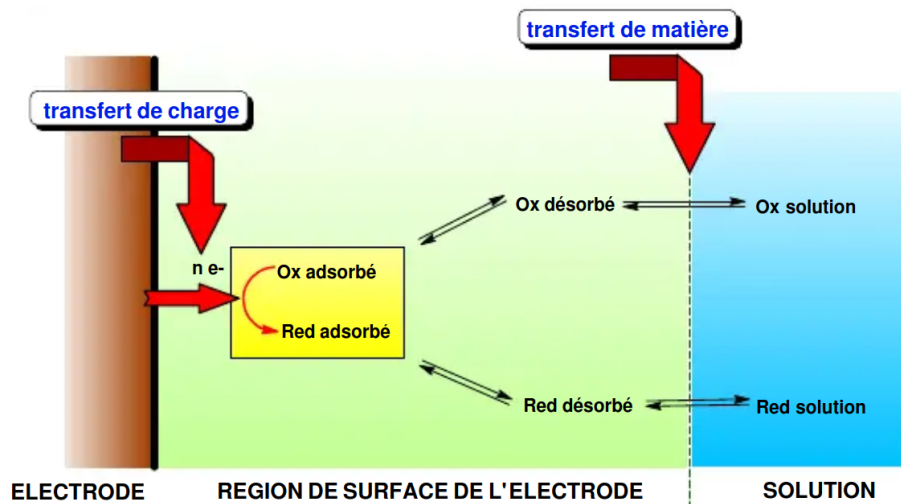 transfert de matière
transfert de charge
Ox désorbé
Ox solution
n e-
Ox adsorbé
Red adsorbé
Red désorbé
Red solution
ELECTRODE
REGION DE SURFACE DE L'ELECTRODE
SOLUTION